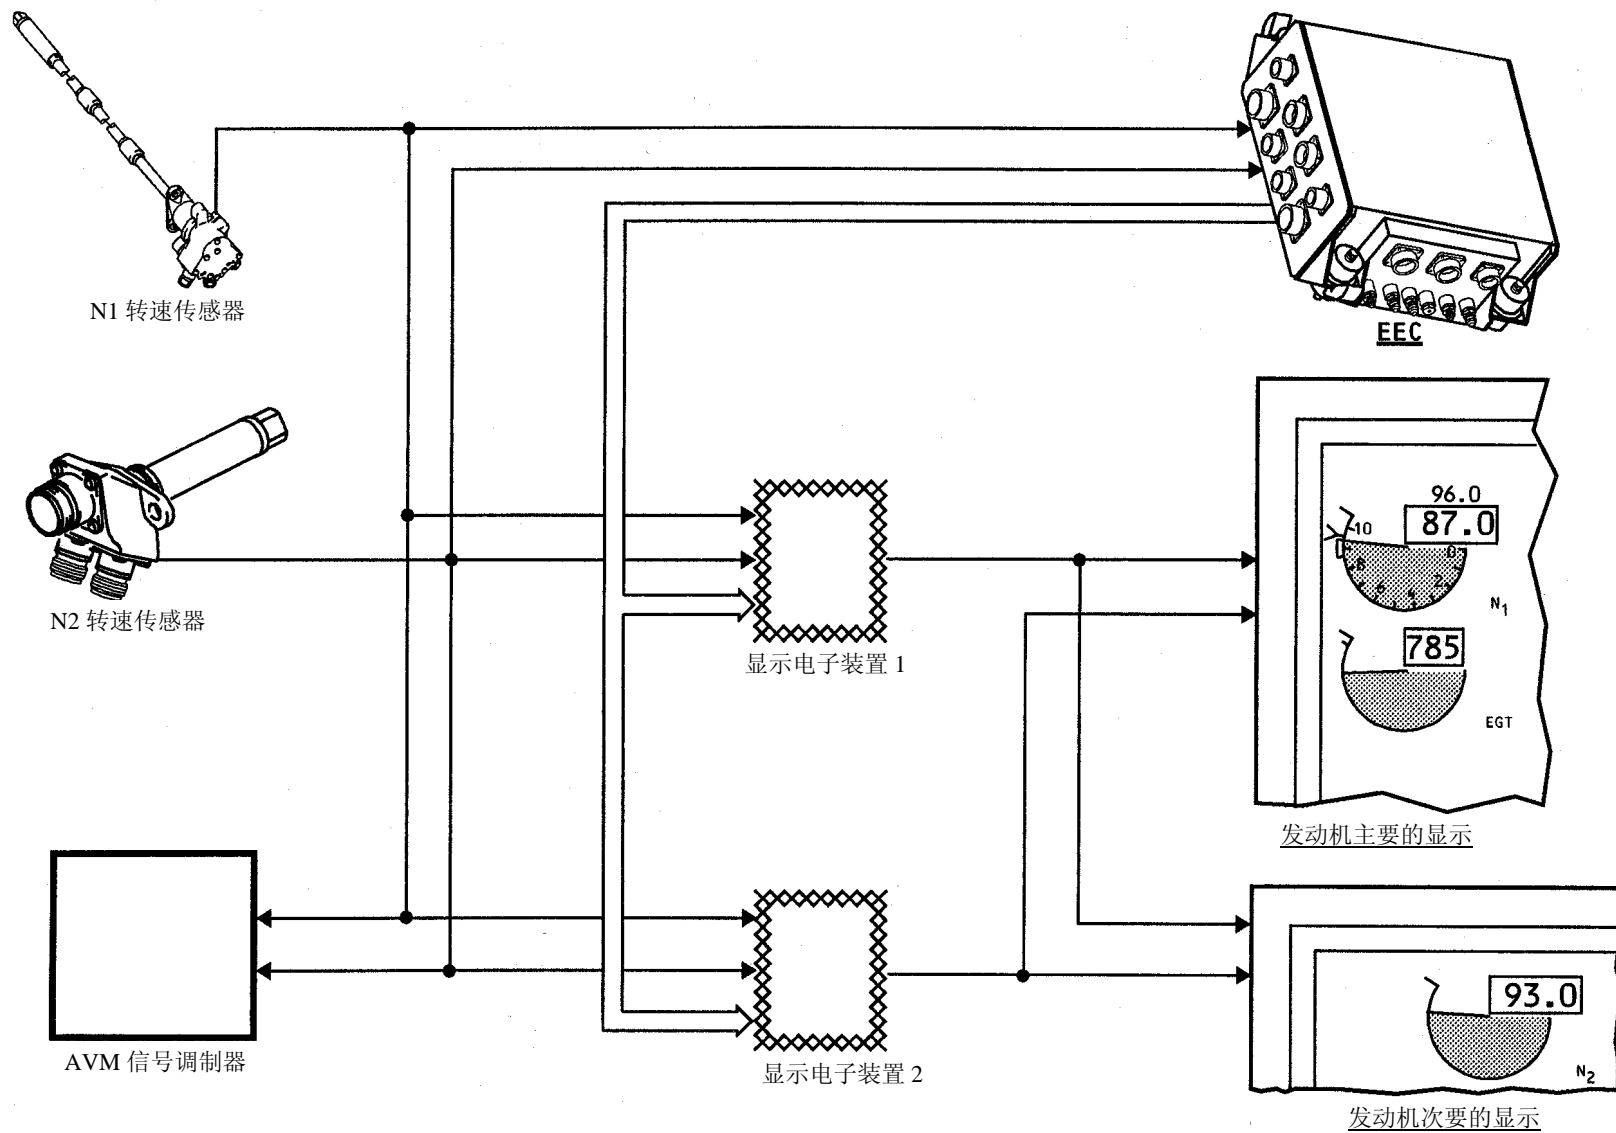 N1 转速传感器
EEC
N2 转速传感器
显示电子装置 1
96.0
87.0
10
8
6
4
2
0
N1
785
EGT
发动机主要的显示
AVM 信号调制器
显示电子装置 2
93.0
N2
发动机次要的显示